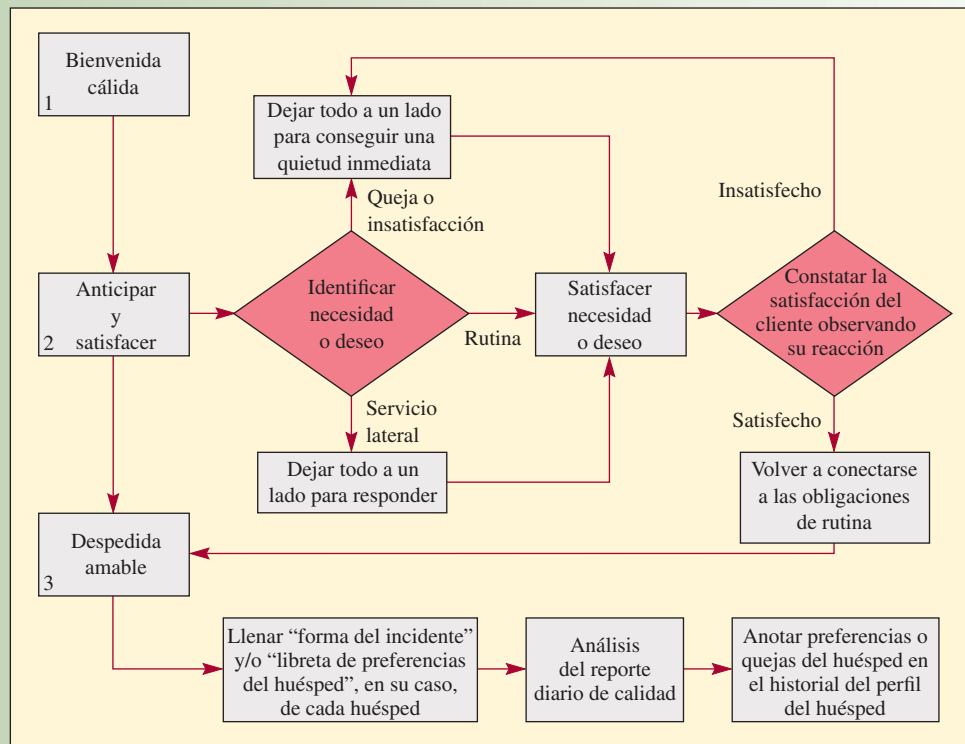 Bienvenida
cálida
1
Dejar todo a un lado
para conseguir una
quietud inmediata
Queja o
insatisfacción
Insatisfecho
Anticipar
y
satisfacer
2
Identificar
necesidad
o deseo
Rutina
Satisfacer
necesidad
o deseo
Constatar la
satisfacción del
cliente observando
su reacción
Servicio
lateral
Satisfecho
Dejar todo a un
lado para responder
Volver a conectarse
a las obligaciones
de rutina
Despedida
amable
3
Llenar “forma del incidente”
y/o “libreta de preferencias
del huésped”, en su caso,
de cada huésped
Análisis
del reporte
diario de calidad
Anotar preferencias o
quejas del huésped en
el historial del perfil
del huésped